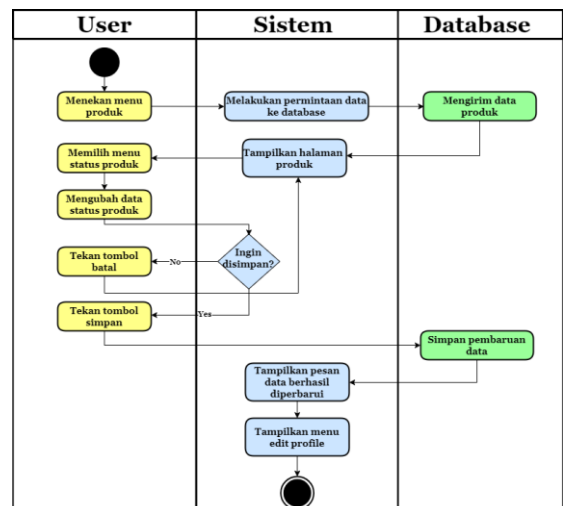 User
Sistem
Database
Menekan menu
produk
Melakukan permintaan data
ke database
Mengirim data
produk
Memilih menu
status produk
Tampilkan halaman
produk
Mengubah data
status produk
Ingin
disimpan?
Tekan tombol
batal
No
Tekan tombol
simpan
Yes
Simpan pembaruan
data
Tampilkan pesan
data berhasil
diperbarui
Tampilkan menu
edit profile